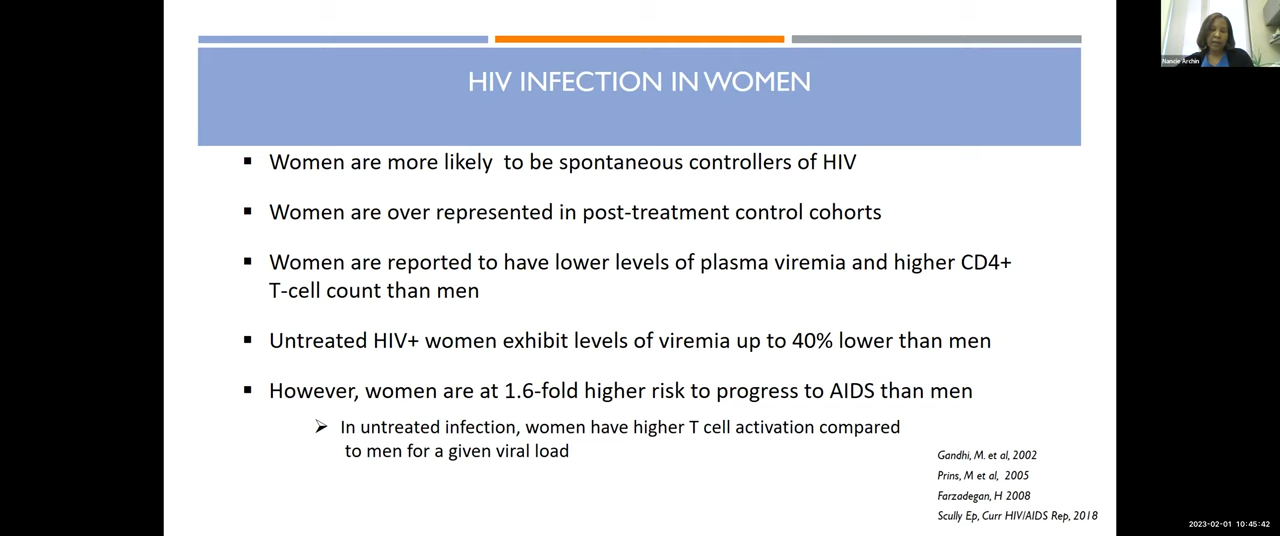 HIV INFECTION IN WOMEN
Nancie Archin
▪ Women are more likely to be spontaneous controllers of HIV
▪ Women are over represented in post-treatment control cohorts
▪ Women are reported to have lower levels of plasma viremia and higher CD4+
T-cell count than men
▪ Untreated HIV+ women exhibit levels of viremia up to 40% lower than men
▪ However, women are at 1.6-fold higher risk to progress to AIDS than men
➢ In untreated infection, women have higher T cell activation compared
to men for a given viral load
Gandhi, M. et al, 2002
Prins, M et al, 2005
Farzadegan, H 2008
Scully Ep, Curr HIV/AIDS Rep, 2018
2023-02-01 10:45:42